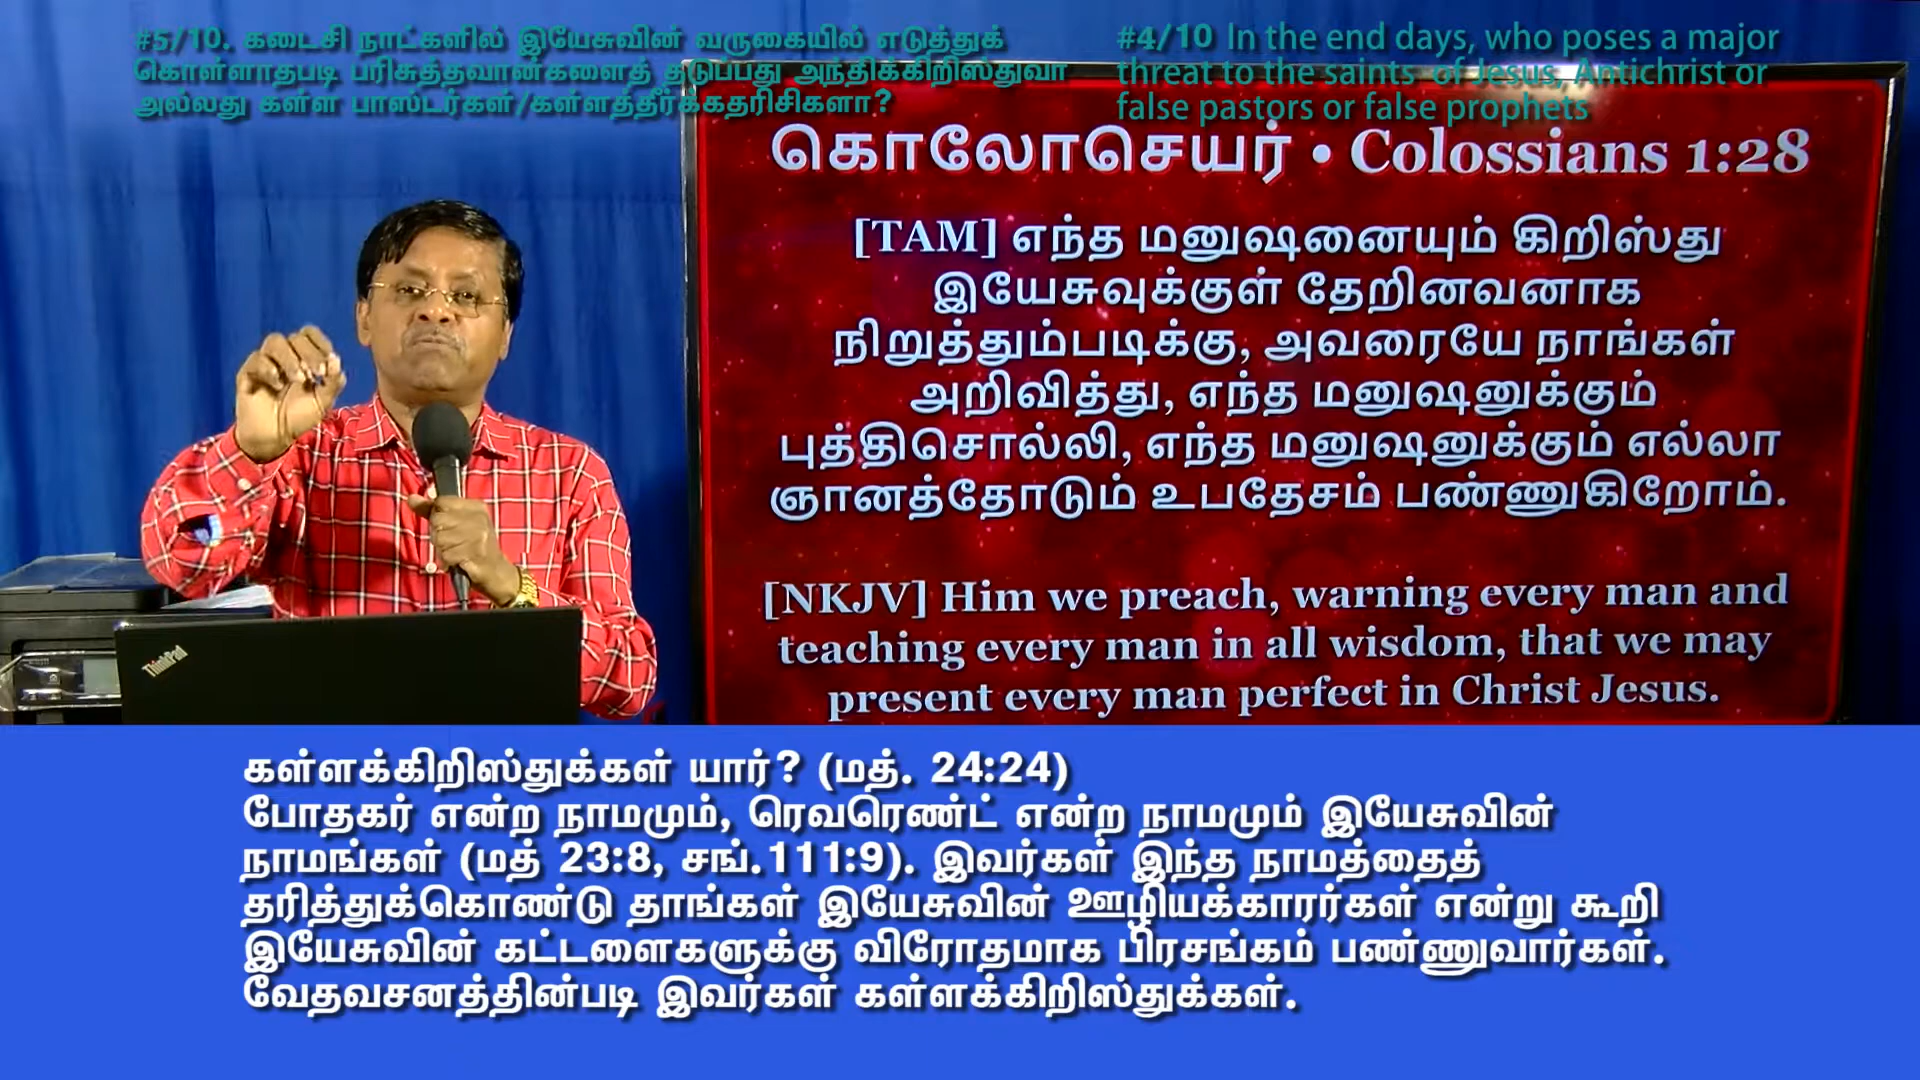 #5/10. கடைசி நாட்களில் இயேசுவின் வருகையில் எடுத்துக்
கொள்ளாதபடி பரிசுத்தவான்களைத் தடுப்பது அந்திக்கிறிஸ்துவா
அல்லது கள்ள பாஸ்டர்கள்/கள்ளத்தீர்க்கதரிசிகளா?
#4/10 In the end days, who poses a major
threat to the saints of Jesus, Antichrist or
false pastors or false prophets
கொலோசெயர் • Colossians 1:28
[TAM] எந்த மனுஷனையும் கிறிஸ்து
இயேசுவுக்குள் தேறினவனாக
நிறுத்தும்படிக்கு, அவரையே நாங்கள்
அறிவித்து, எந்த மனுஷனுக்கும்
புத்திசொல்லி, எந்த மனுஷனுக்கும் எல்லா
ஞானத்தோடும் உபதேசம் பண்ணுகிறோம்.
[NKJV] Him we preach, warning every man and
teaching every man in all wisdom, that we may
present every man perfect in Christ Jesus.
ThinkPad
கள்ளக்கிறிஸ்துக்கள் யார்? (மத். 24:24)
போதகர் என்ற நாமமும், ரெவரெண்ட் என்ற நாமமும் இயேசுவின்
நாமங்கள் (மத் 23:8, சங்.111:9). இவர்கள் இந்த நாமத்தைத்
தரித்துக்கொண்டு தாங்கள் இயேசுவின் ஊழியக்காரர்கள் என்று கூறி
இயேசுவின் கட்டளைகளுக்கு விரோதமாக பிரசங்கம் பண்ணுவார்கள்.
வேதவசனத்தின்படி இவர்கள் கள்ளக்கிறிஸ்துக்கள்.